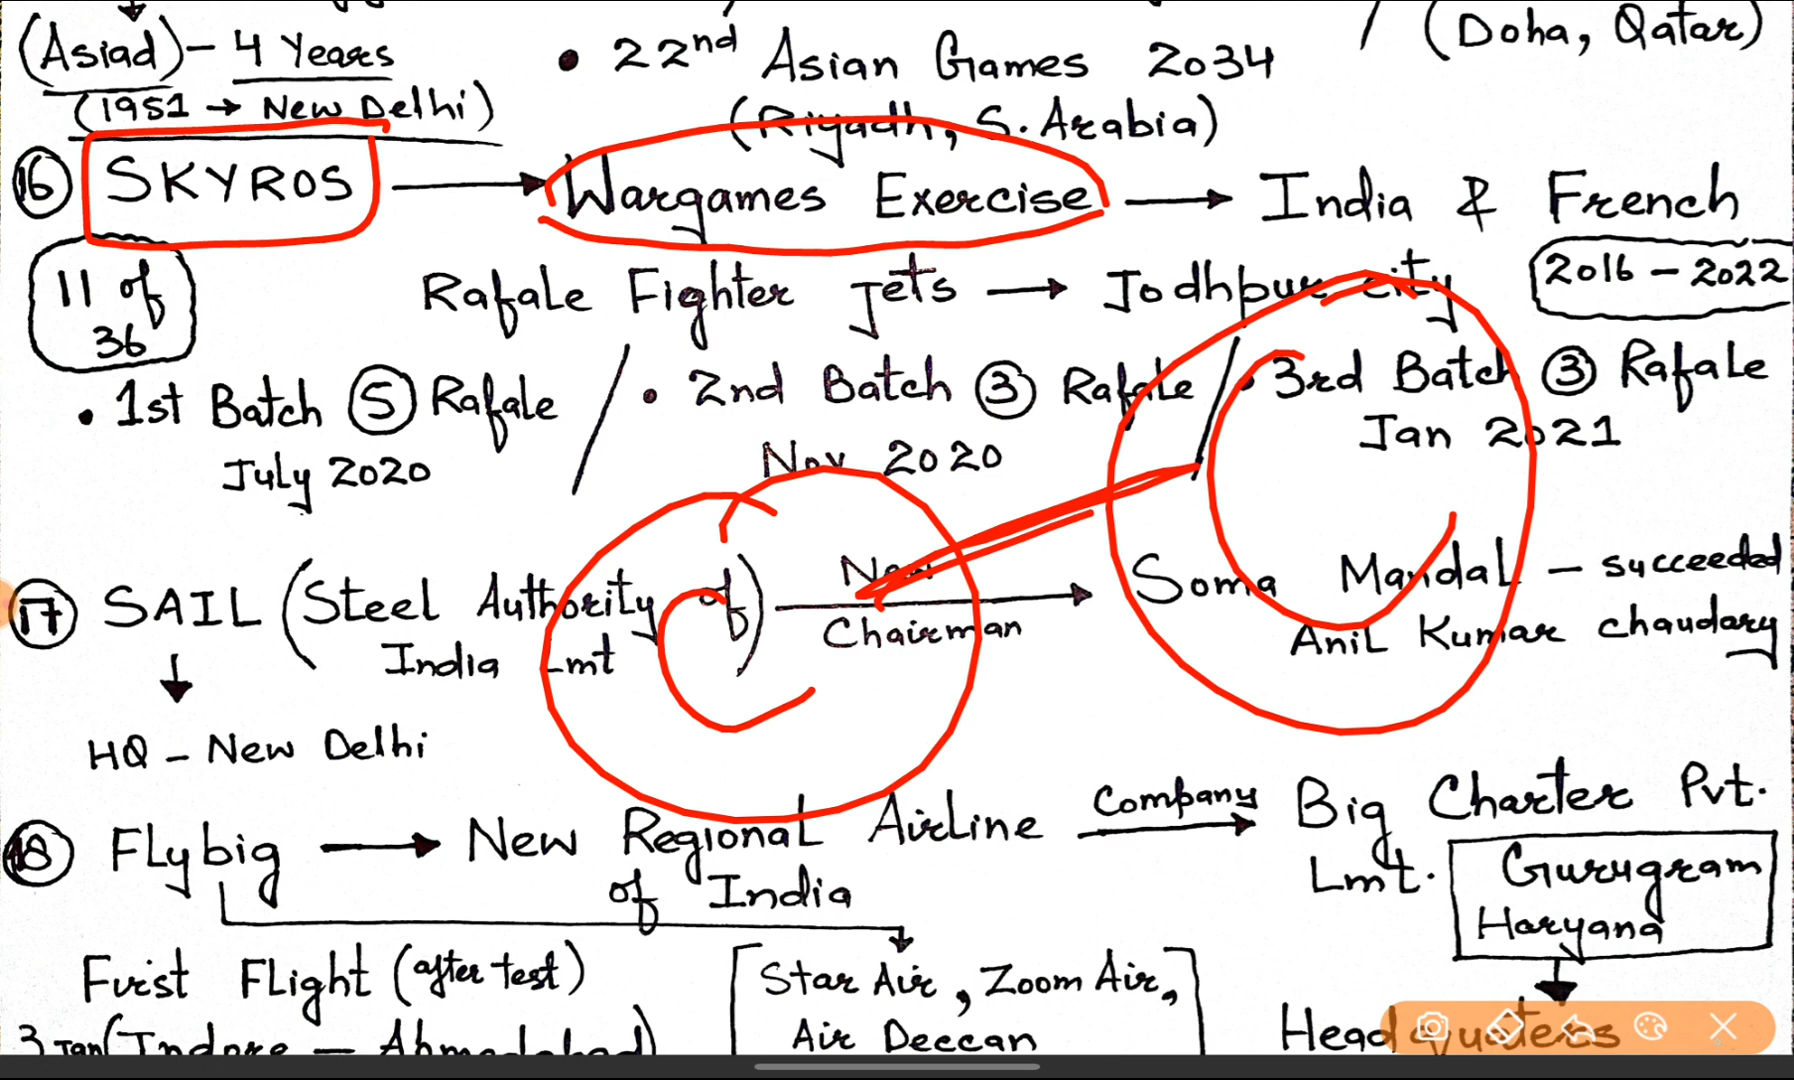 (Asiad) - 4 Years
(1951 → New Delhi)
• 22nd Asian Games 2034
(Riyadh, S. Arabia)
/ (Doha, Qatar)
16 SKYROS → Wargames Exercise → India & French
11 of 36
Rafale Fighter Jets → Jodhpur city
2016 - 2022
• 1st Batch 5 Rafale
July 2020
/ • 2nd Batch 3 Rafale
Nov 2020
/ • 3rd Batch 3 Rafale
Jan 2021
17 SAIL (Steel Authority of
India Lmt)
New
Chairman
→ Soma Mandal - succeeded
Anil Kumar chaudary
↓
HQ - New Delhi
18 Flybig → New Regional Airline
of India
Company → Big Charter Pvt.
Lmt.
Gurugram
Haryana
↓
Headquaters
First Flight (after test)
3 Jan (Indore - Ahmedabad)
[Star Air, Zoom Air,
Air Deccan]